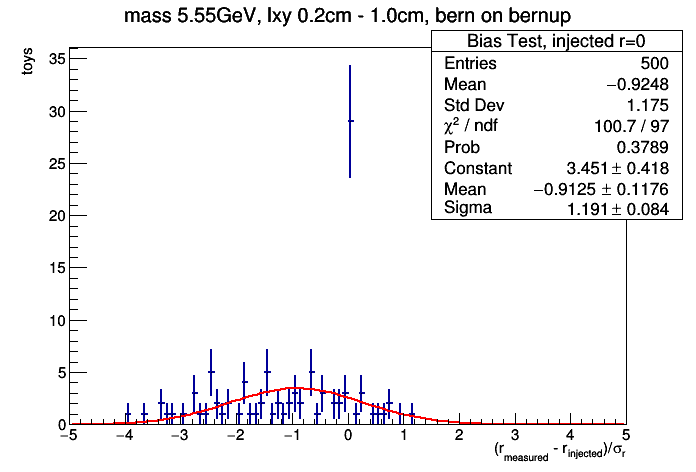 mass 5.55GeV, lxy 0.2cm - 1.0cm, bern on bernup
Bias Test, injected r=0
Entries 500
Mean −0.9248
Std Dev 1.175
χ² / ndf 100.7 / 97
Prob 0.3789
Constant 3.451 ± 0.418
Mean −0.9125 ± 0.1176
Sigma 1.191 ± 0.084
toys
35
30
25
20
15
10
5
0
−5 −4 −3 −2 −1 0 1 2 3 4 5
(r_measured - r_injected)/σ_r